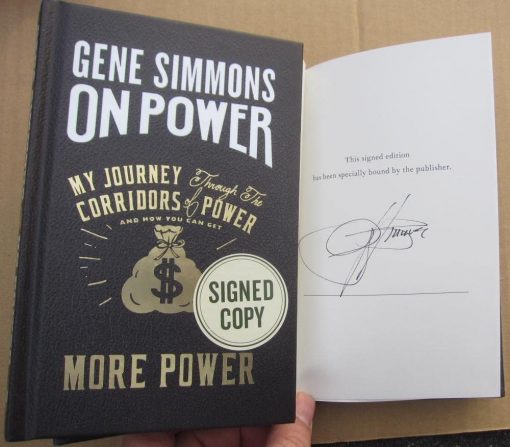 GENE SIMMONS
ON POWER
MY JOURNEY Through The
CORRIDORS of POWER
AND HOW YOU CAN GET
$
SIGNED
COPY
MORE POWER
This signed edition
has been specially bound by the publisher.